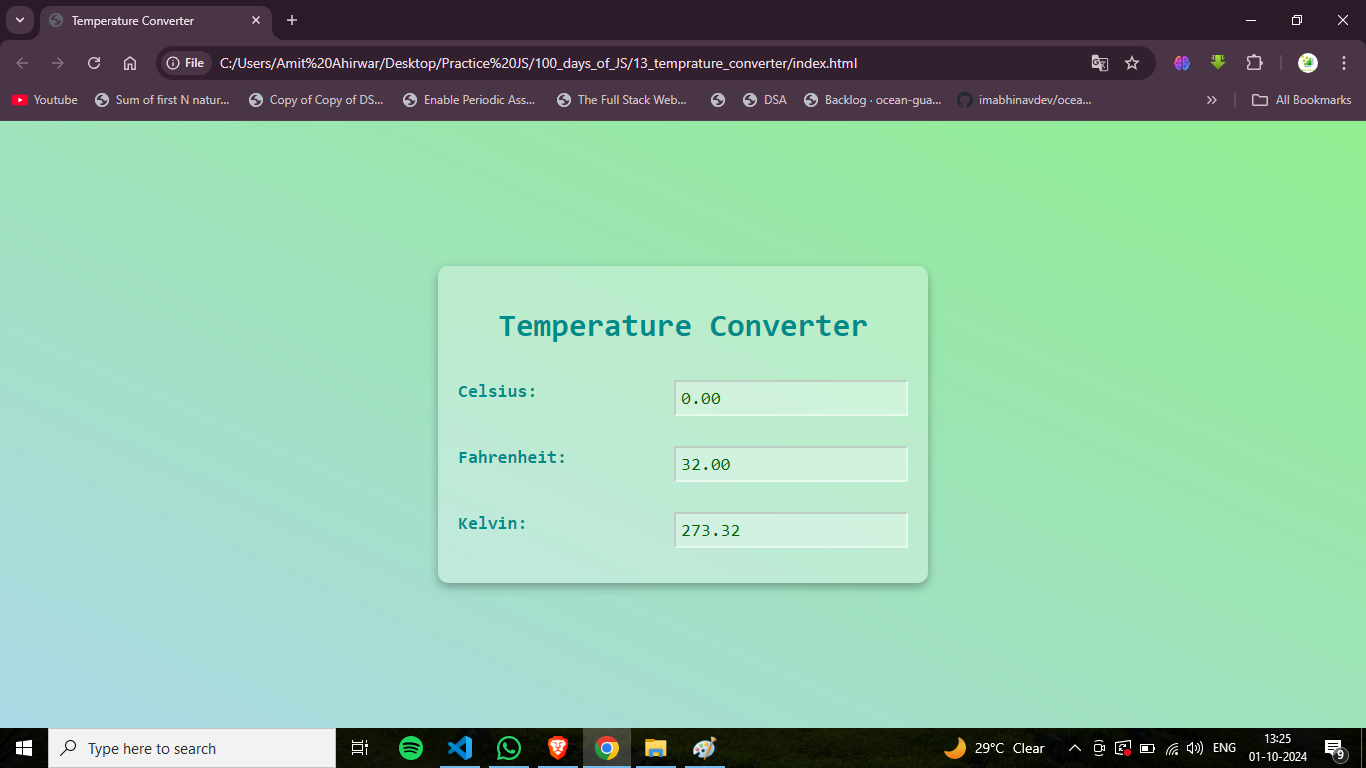 Temperature Converter
File C:/Users/Amit%20Ahirwar/Desktop/Practice%20JS/100_days_of_JS/13_temprature_converter/index.html
Youtube Sum of first N natur... Copy of Copy of DS... Enable Periodic Ass... The Full Stack Web... DSA Backlog · ocean-gua... imabhinavdev/ocea... » All Bookmarks
Temperature Converter
Celsius: 0.00
Fahrenheit: 32.00
Kelvin: 273.32
Type here to search 29°C Clear ENG 13:25
01-10-2024 9